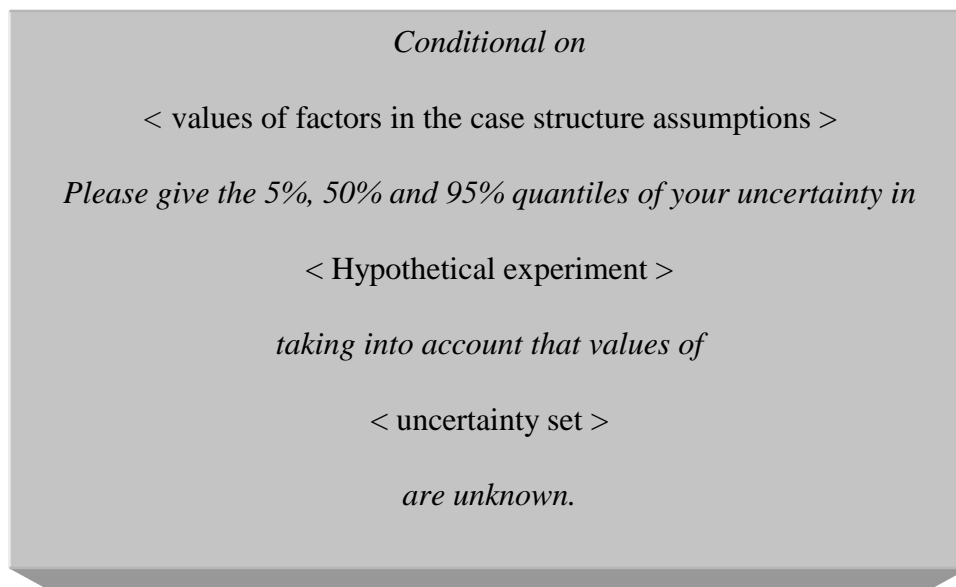 Conditional on
< values of factors in the case structure assumptions >
Please give the 5%, 50% and 95% quantiles of your uncertainty in
< Hypothetical experiment >
taking into account that values of
< uncertainty set >
are unknown.